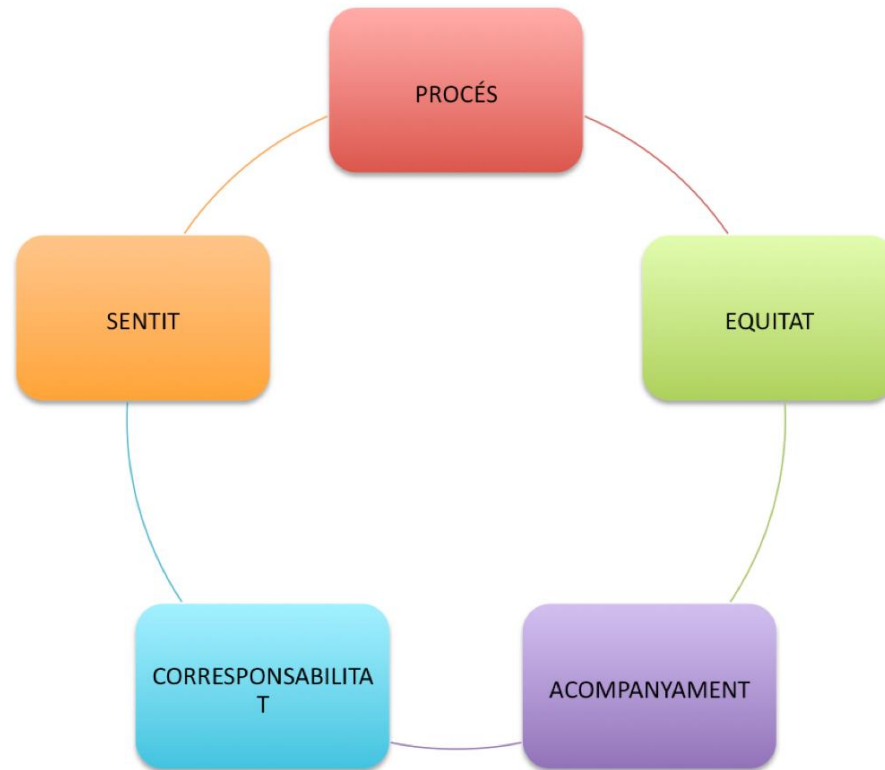 PROCÉS
SENTIT
EQUITAT
CORRESPONSABILITA
T
ACOMPANYAMENT